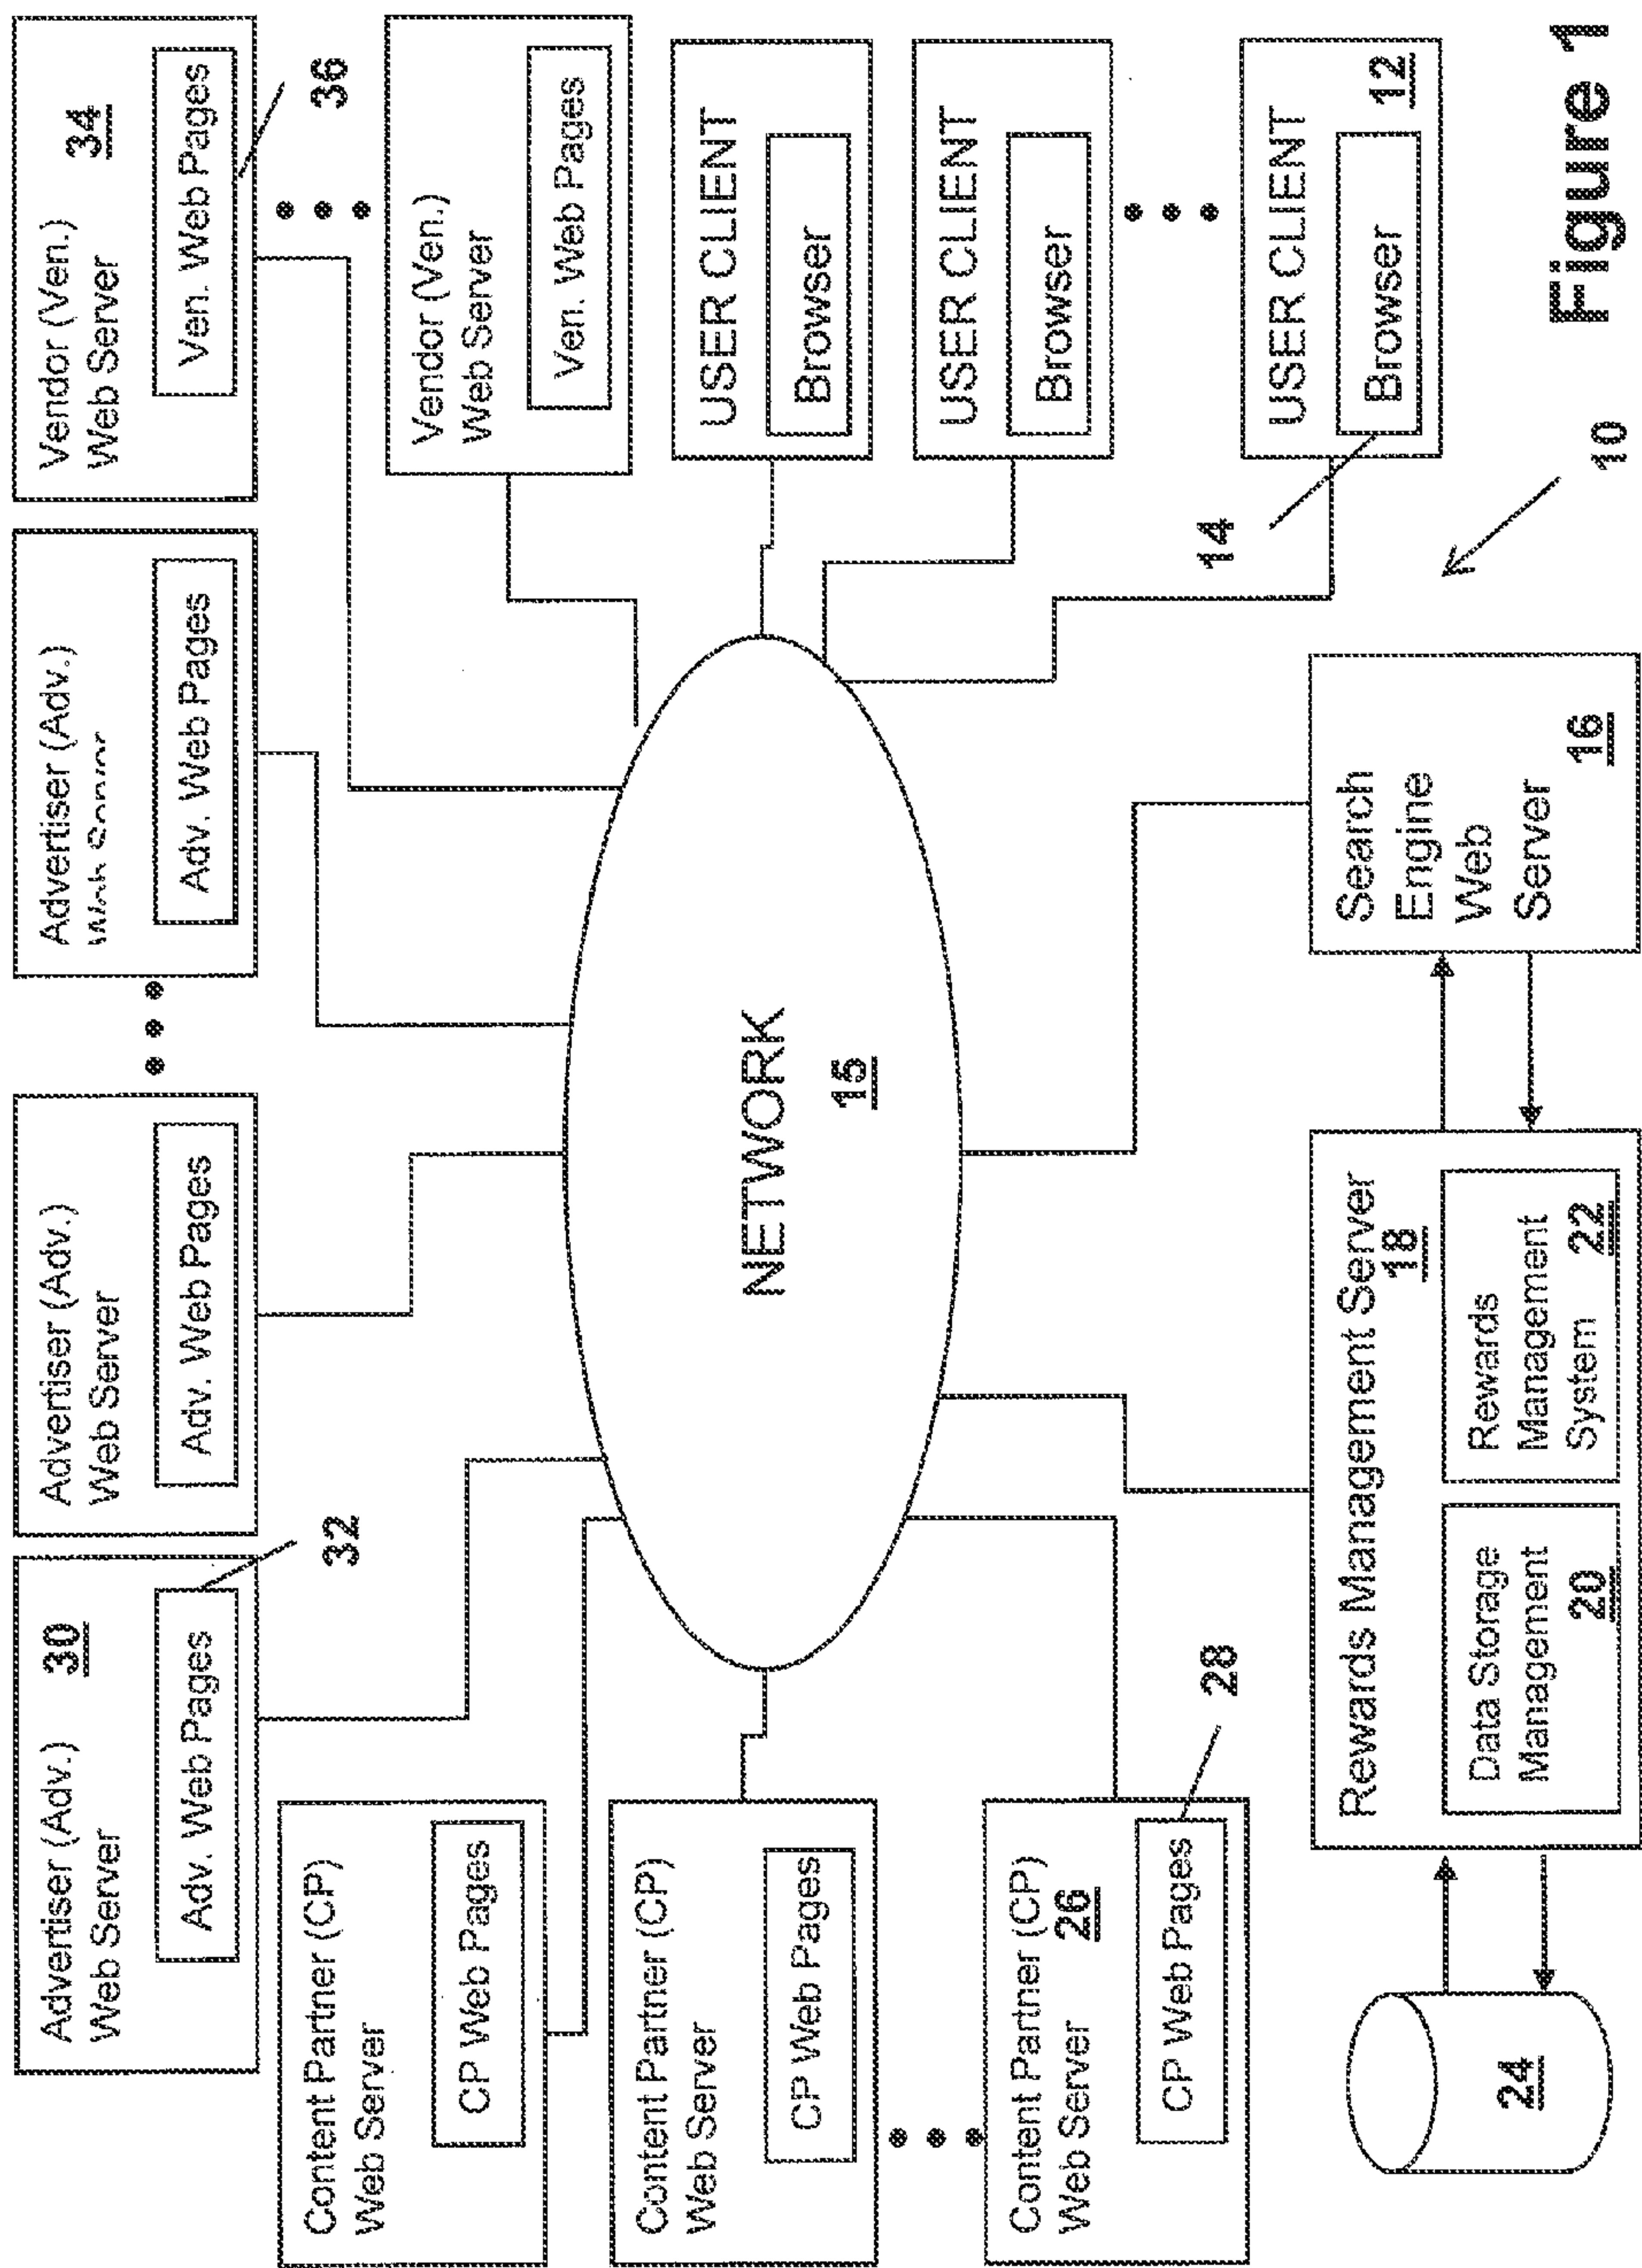 Advertiser (Adv.)
Web Server
30
Adv. Web Pages
32
Advertiser (Adv.)
Web Server
Adv. Web Pages
Advertiser (Adv.)
Adv. Web Pages
Vendor (Ven.)
Web Server
34
Ven. Web Pages
36
Content Partner (CP)
Web Server
CP Web Pages
Vendor (Ven.)
Web Server
Ven. Web Pages
Content Partner (CP)
Web Server
CP Web Pages
NETWORK
15
USER CLIENT
Browser
USER CLIENT
Browser
Content Partner (CP)
Web Server
26
CP Web Pages
28
USER CLIENT
12
Browser
14
24
Rewards Management Server
18
Data Storage
Management
20
Rewards
Management
System
22
Search
Engine
Web
Server
16
10
Figure 1